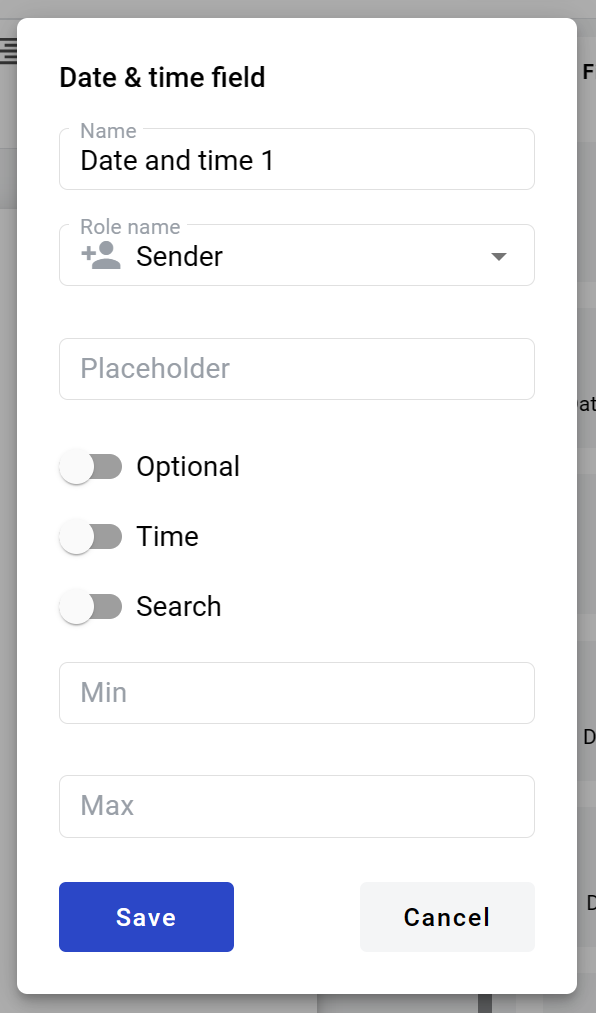 Date & time field
Name
Date and time 1
Role name
Sender
Placeholder
Optional
Time
Search
Min
Max
Save
Cancel
F
D
D